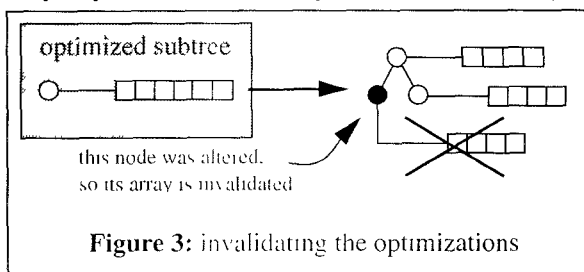 optimized subtree
this node was altered,
so its array is invalidated
Figure 3: invalidating the optimizations